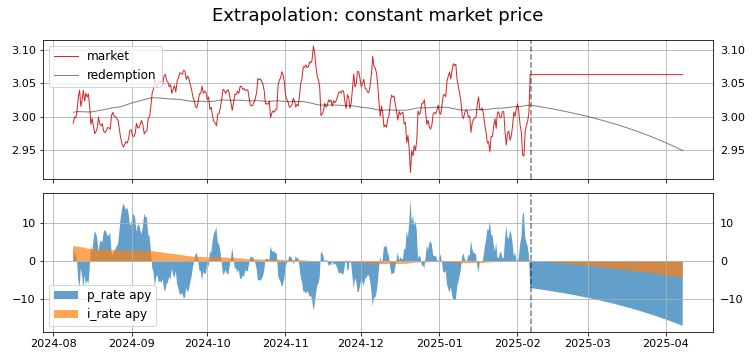 Extrapolation: constant market price
3.10
3.05
3.00
2.95
market
redemption
3.10
3.05
3.00
2.95
10
0
−10
p_rate apy
i_rate apy
10
0
−10
2024-08 2024-09 2024-10 2024-11 2024-12 2025-01 2025-02 2025-03 2025-04